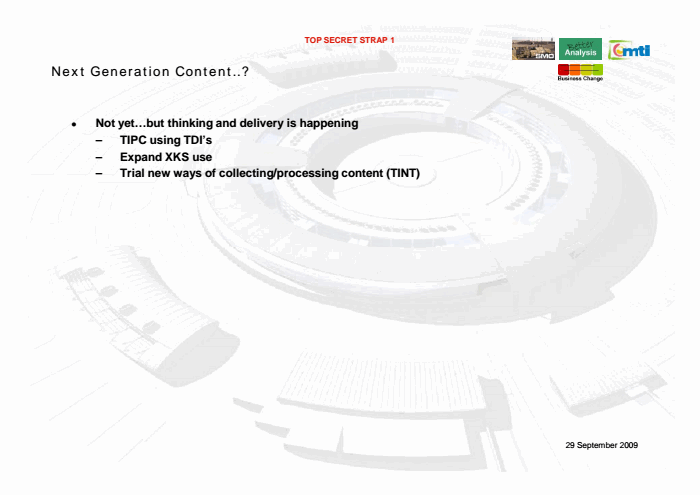 TOP SECRET STRAP 1
SMO
Better
Analysis
mti
Business Change
Next Generation Content..?
• Not yet…but thinking and delivery is happening
– TIPC using TDI's
– Expand XKS use
– Trial new ways of collecting/processing content (TINT)
29 September 2009